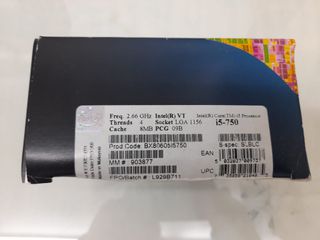 Freq. 2.66 GHz Intel(R) VT Intel(R) Core(TM) i5 Processor
Threads 4 Socket LGA 1156 i5-750
Cache 8MB PCG 09B
Prod Code: BX80605I5750 S-spec: SLBLC
MM # 903877 EAN
FPO/Batch # L929B711 UPC